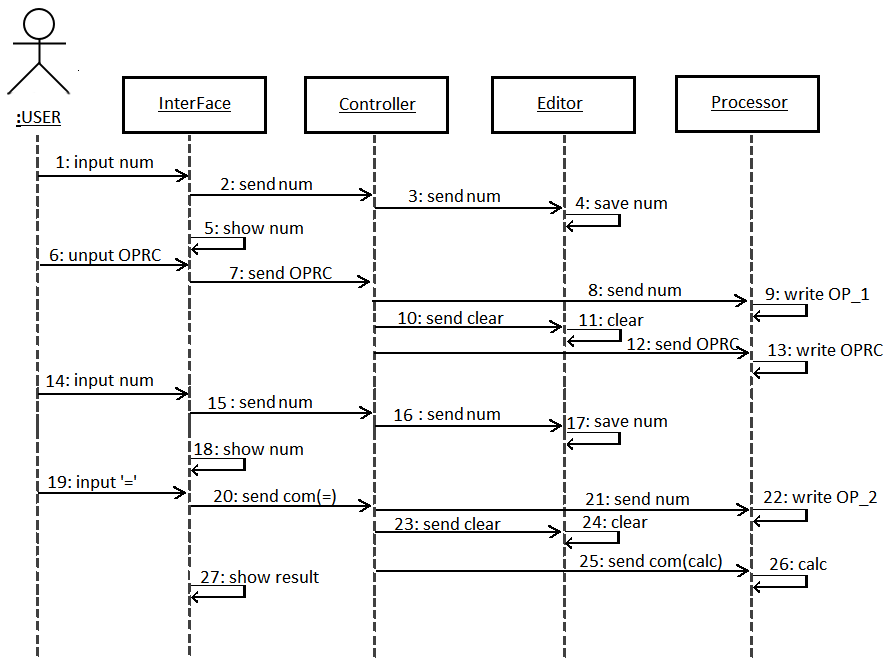 :USER
InterFace
Controller
Editor
Processor
1: input num
2: send num
3: send num
4: save num
5: show num
6: unput OPRC
7: send OPRC
8: send num
9: write OP_1
10: send clear
11: clear
12: send OPRC
13: write OPRC
14: input num
15 : send num
16 : send num
17: save num
18: show num
19: input '='
20: send com(=)
21: send num
22: write OP_2
23: send clear
24: clear
25: send com(calc)
26: calc
27: show result